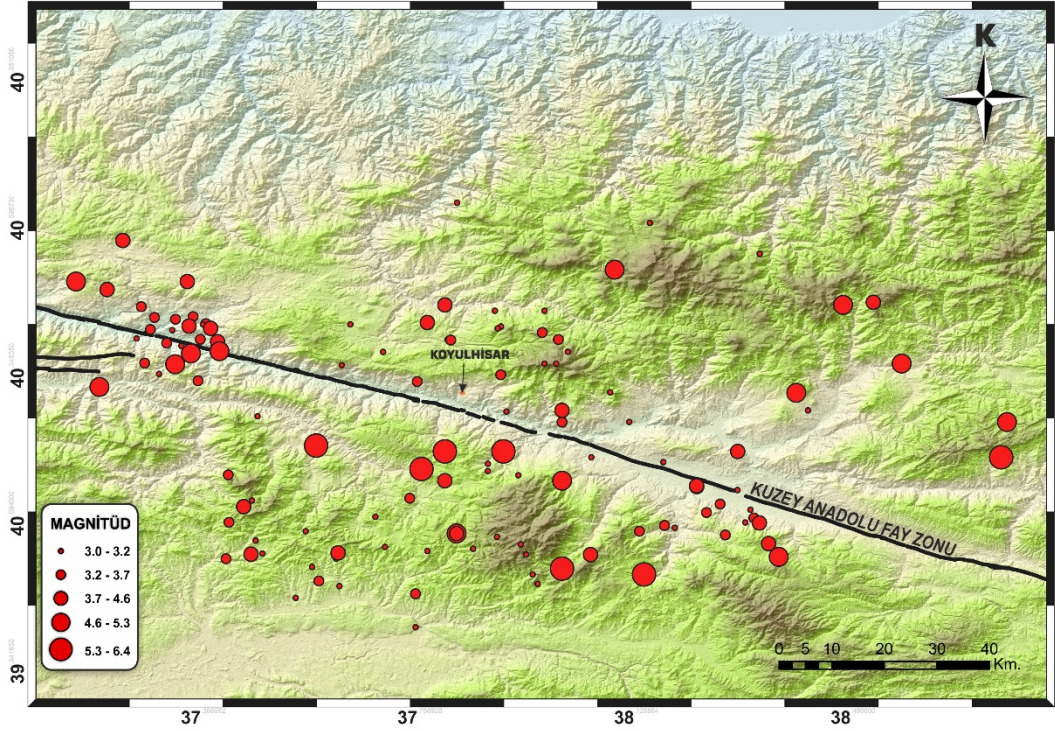 K
40
40
40
40
39
KOYULHİSAR
KUZEY ANADOLU FAY ZONU
MAGNİTÜD
3.0 - 3.2
3.2 - 3.7
3.7 - 4.6
4.6 - 5.3
5.3 - 6.4
0 5 10 20 30 40
Km.
37 37 38 38